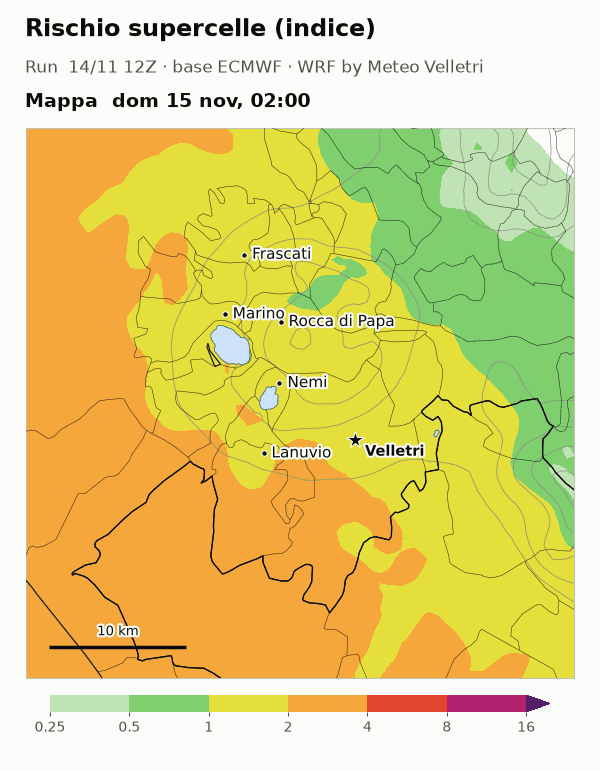 Rischio supercelle (indice)
Run  14/11 12Z · base ECMWF · WRF by Meteo Velletri
Mappa  dom 15 nov, 02:00
Frascati
Marino
Rocca di Papa
Nemi
Velletri
Lanuvio
10 km
0.25 0.5 1 2 4 8 16